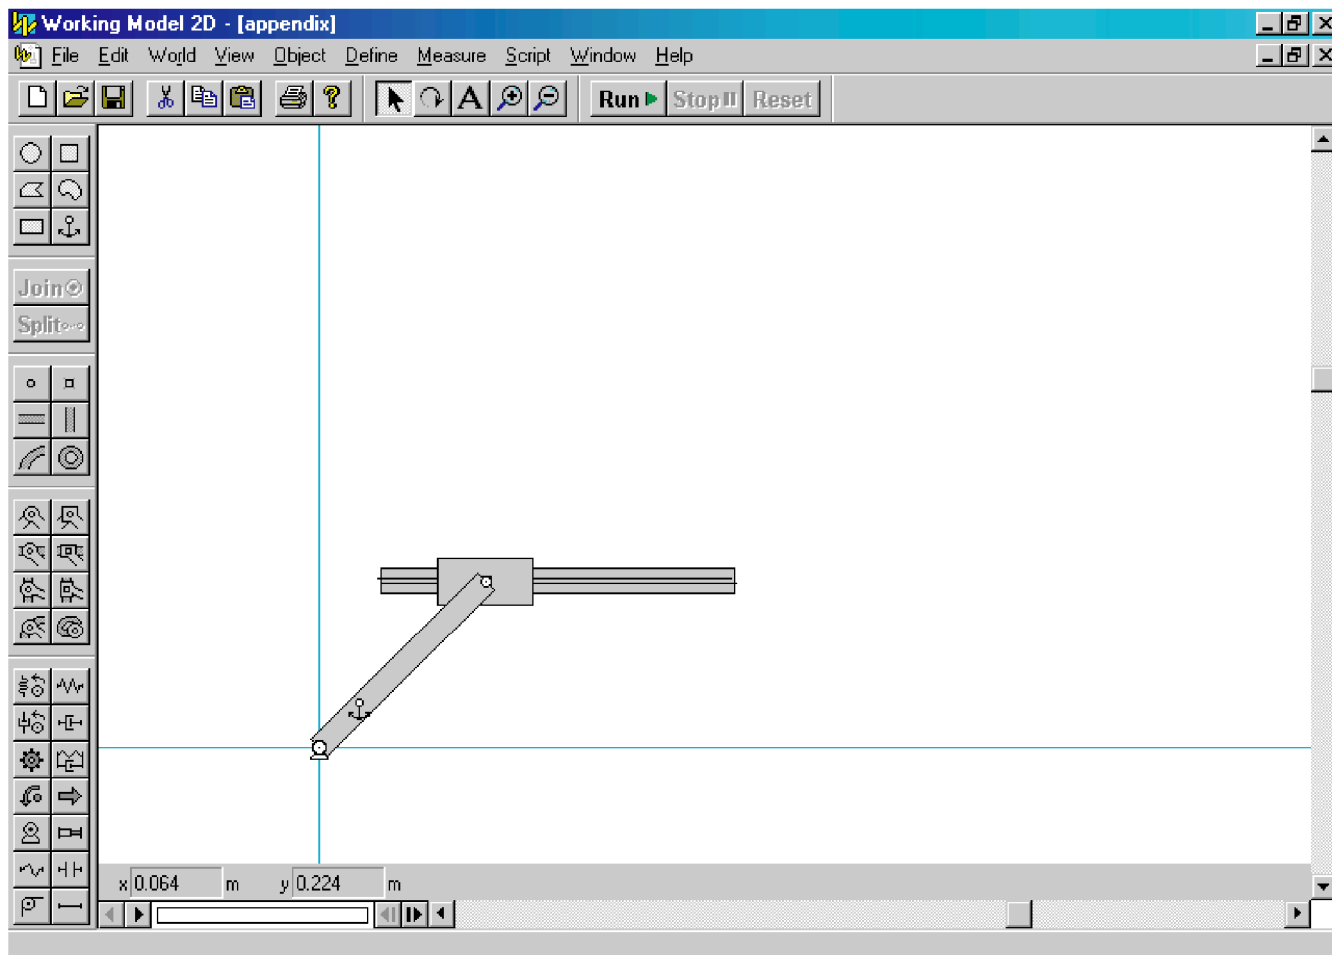 Working Model 2D - [appendix]
File Edit World View Object Define Measure Script Window Help
A Run Stop Reset
Join
Split
x 0.064 m y 0.224 m